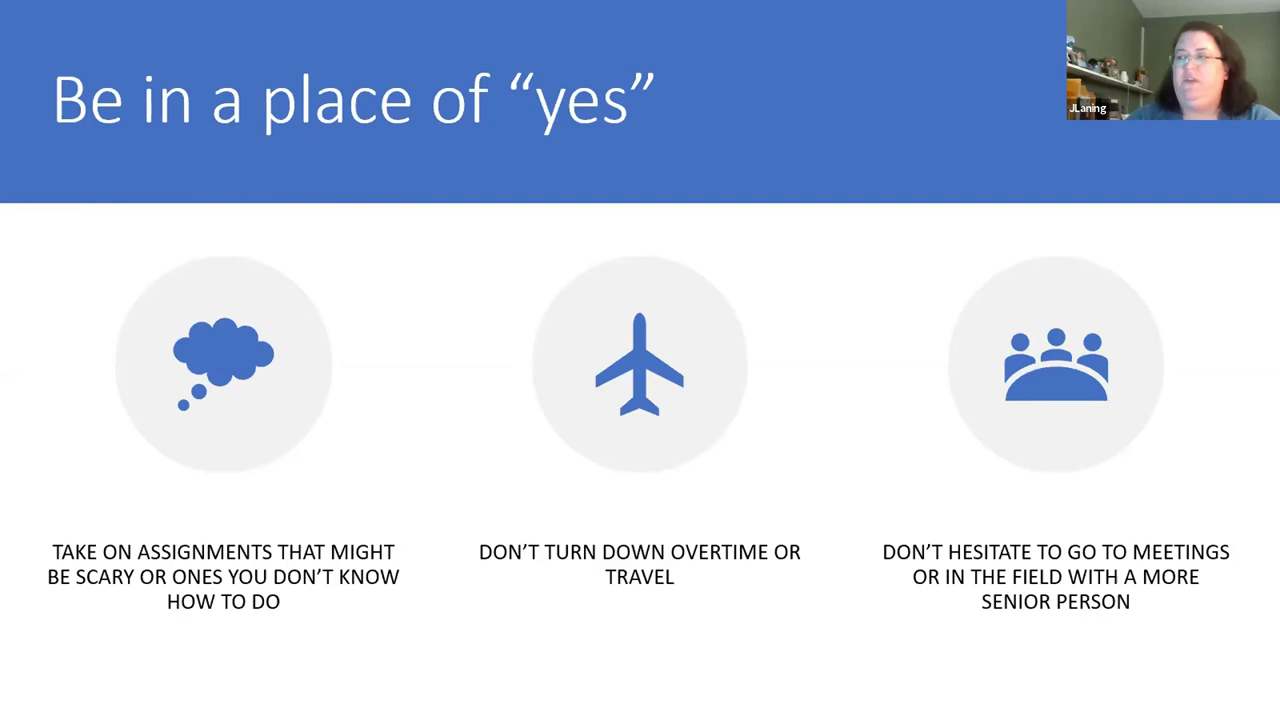 Be in a place of “yes”
JLaning
TAKE ON ASSIGNMENTS THAT MIGHT
BE SCARY OR ONES YOU DON’T KNOW
HOW TO DO
DON’T TURN DOWN OVERTIME OR
TRAVEL
DON’T HESITATE TO GO TO MEETINGS
OR IN THE FIELD WITH A MORE
SENIOR PERSON